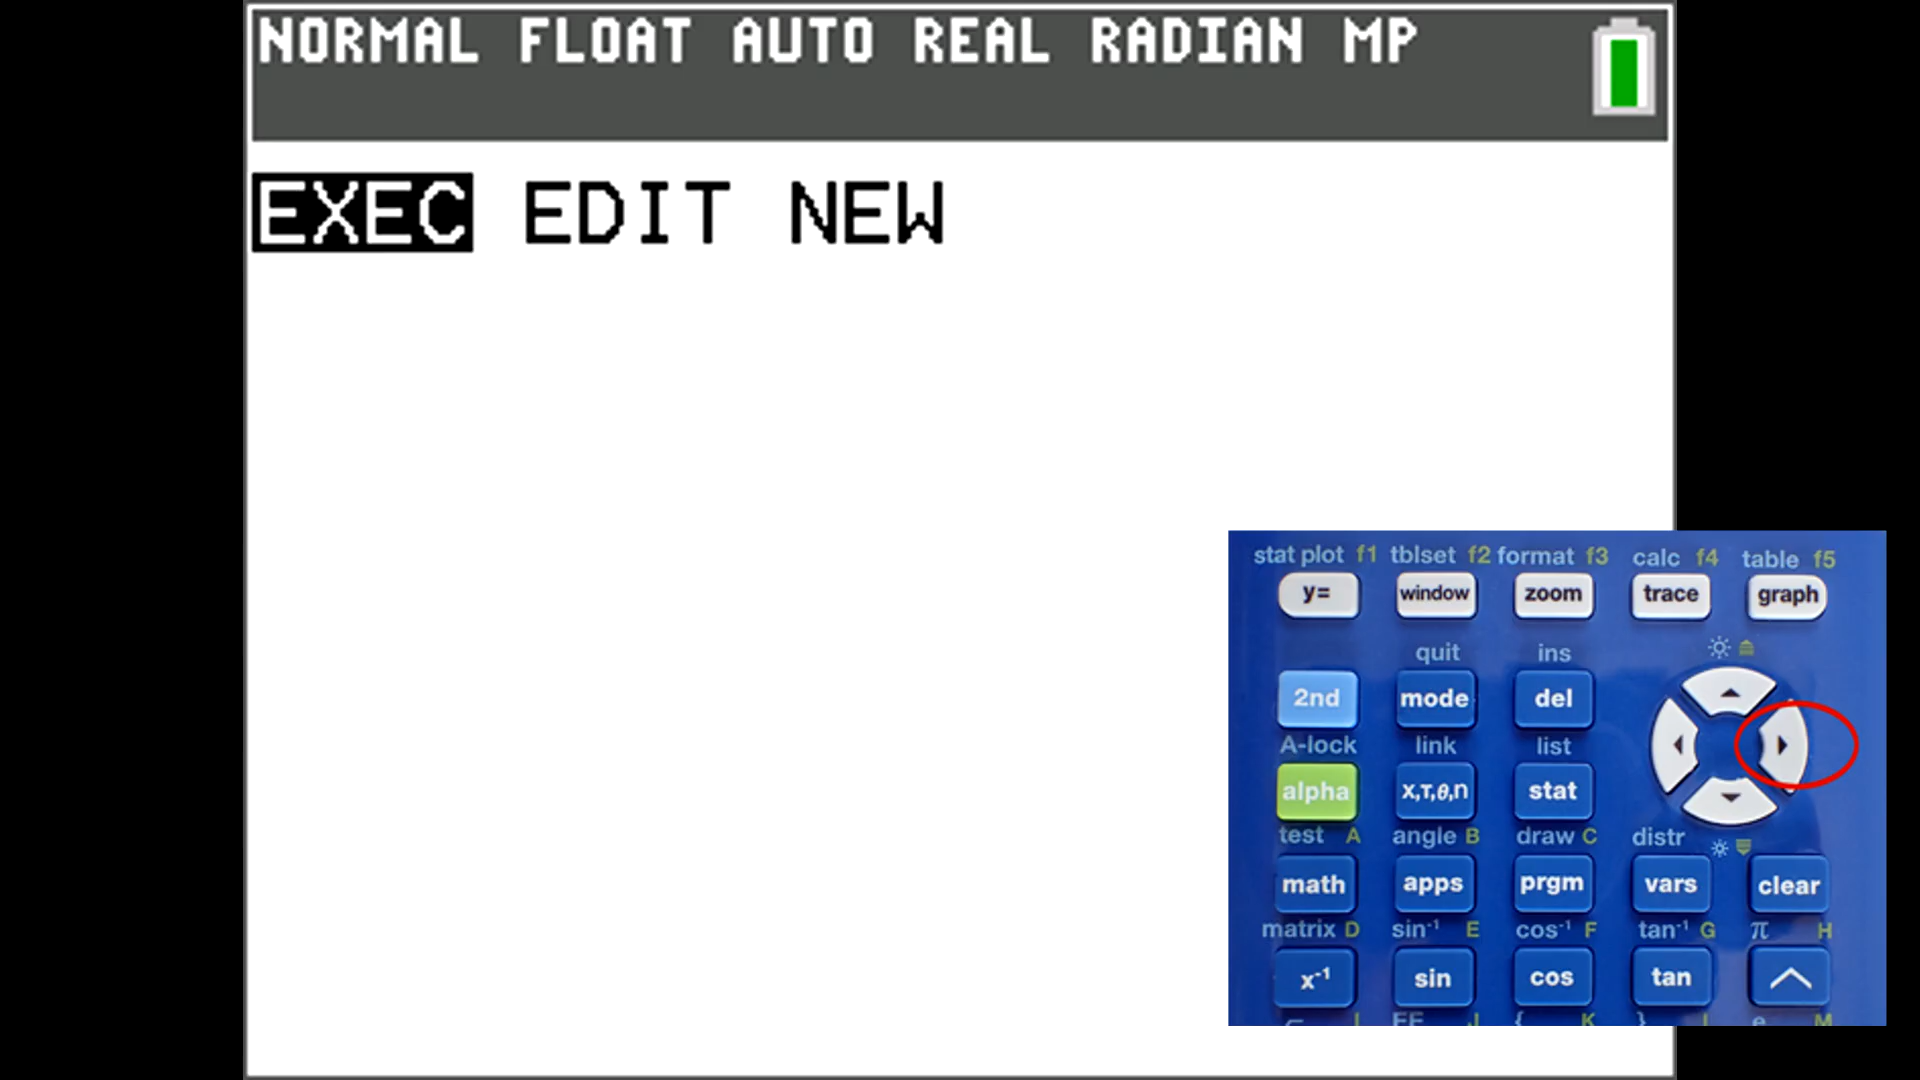 NORMAL FLOAT AUTO REAL RADIAN MP
EXEC EDIT NEW
stat plot f1 tblset f2 format f3 calc f4 table f5
y= window zoom trace graph
quit ins
2nd mode del
A-lock link list
alpha x,T,θ,n stat
test A angle B draw C distr
math apps prgm vars clear
matrix D sin⁻¹ E cos⁻¹ F tan⁻¹ G π H
x⁻¹ sin cos tan